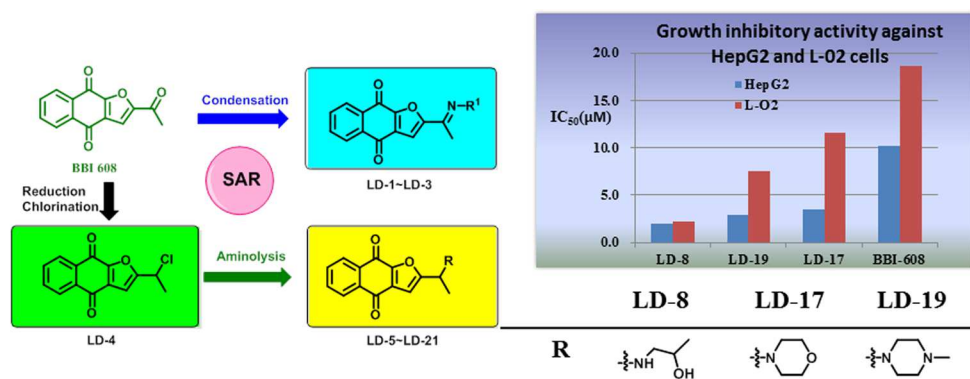 BBI 608
Condensation
LD-1~LD-3
SAR
Reduction
Chlorination
LD-4
Aminolysis
LD-5~LD-21
O
O
O
O
O
O
O
N
R¹
O
O
O
Cl
O
O
O
R
Growth inhibitory activity against
HepG2 and L-02 cells
HepG2
L-O2
IC₅₀(μM)
20.0
15.0
10.0
5.0
0.0
LD-8
LD-19
LD-17
BBI-608
LD-8 LD-17 LD-19
R
NH
OH
N
O
N
N